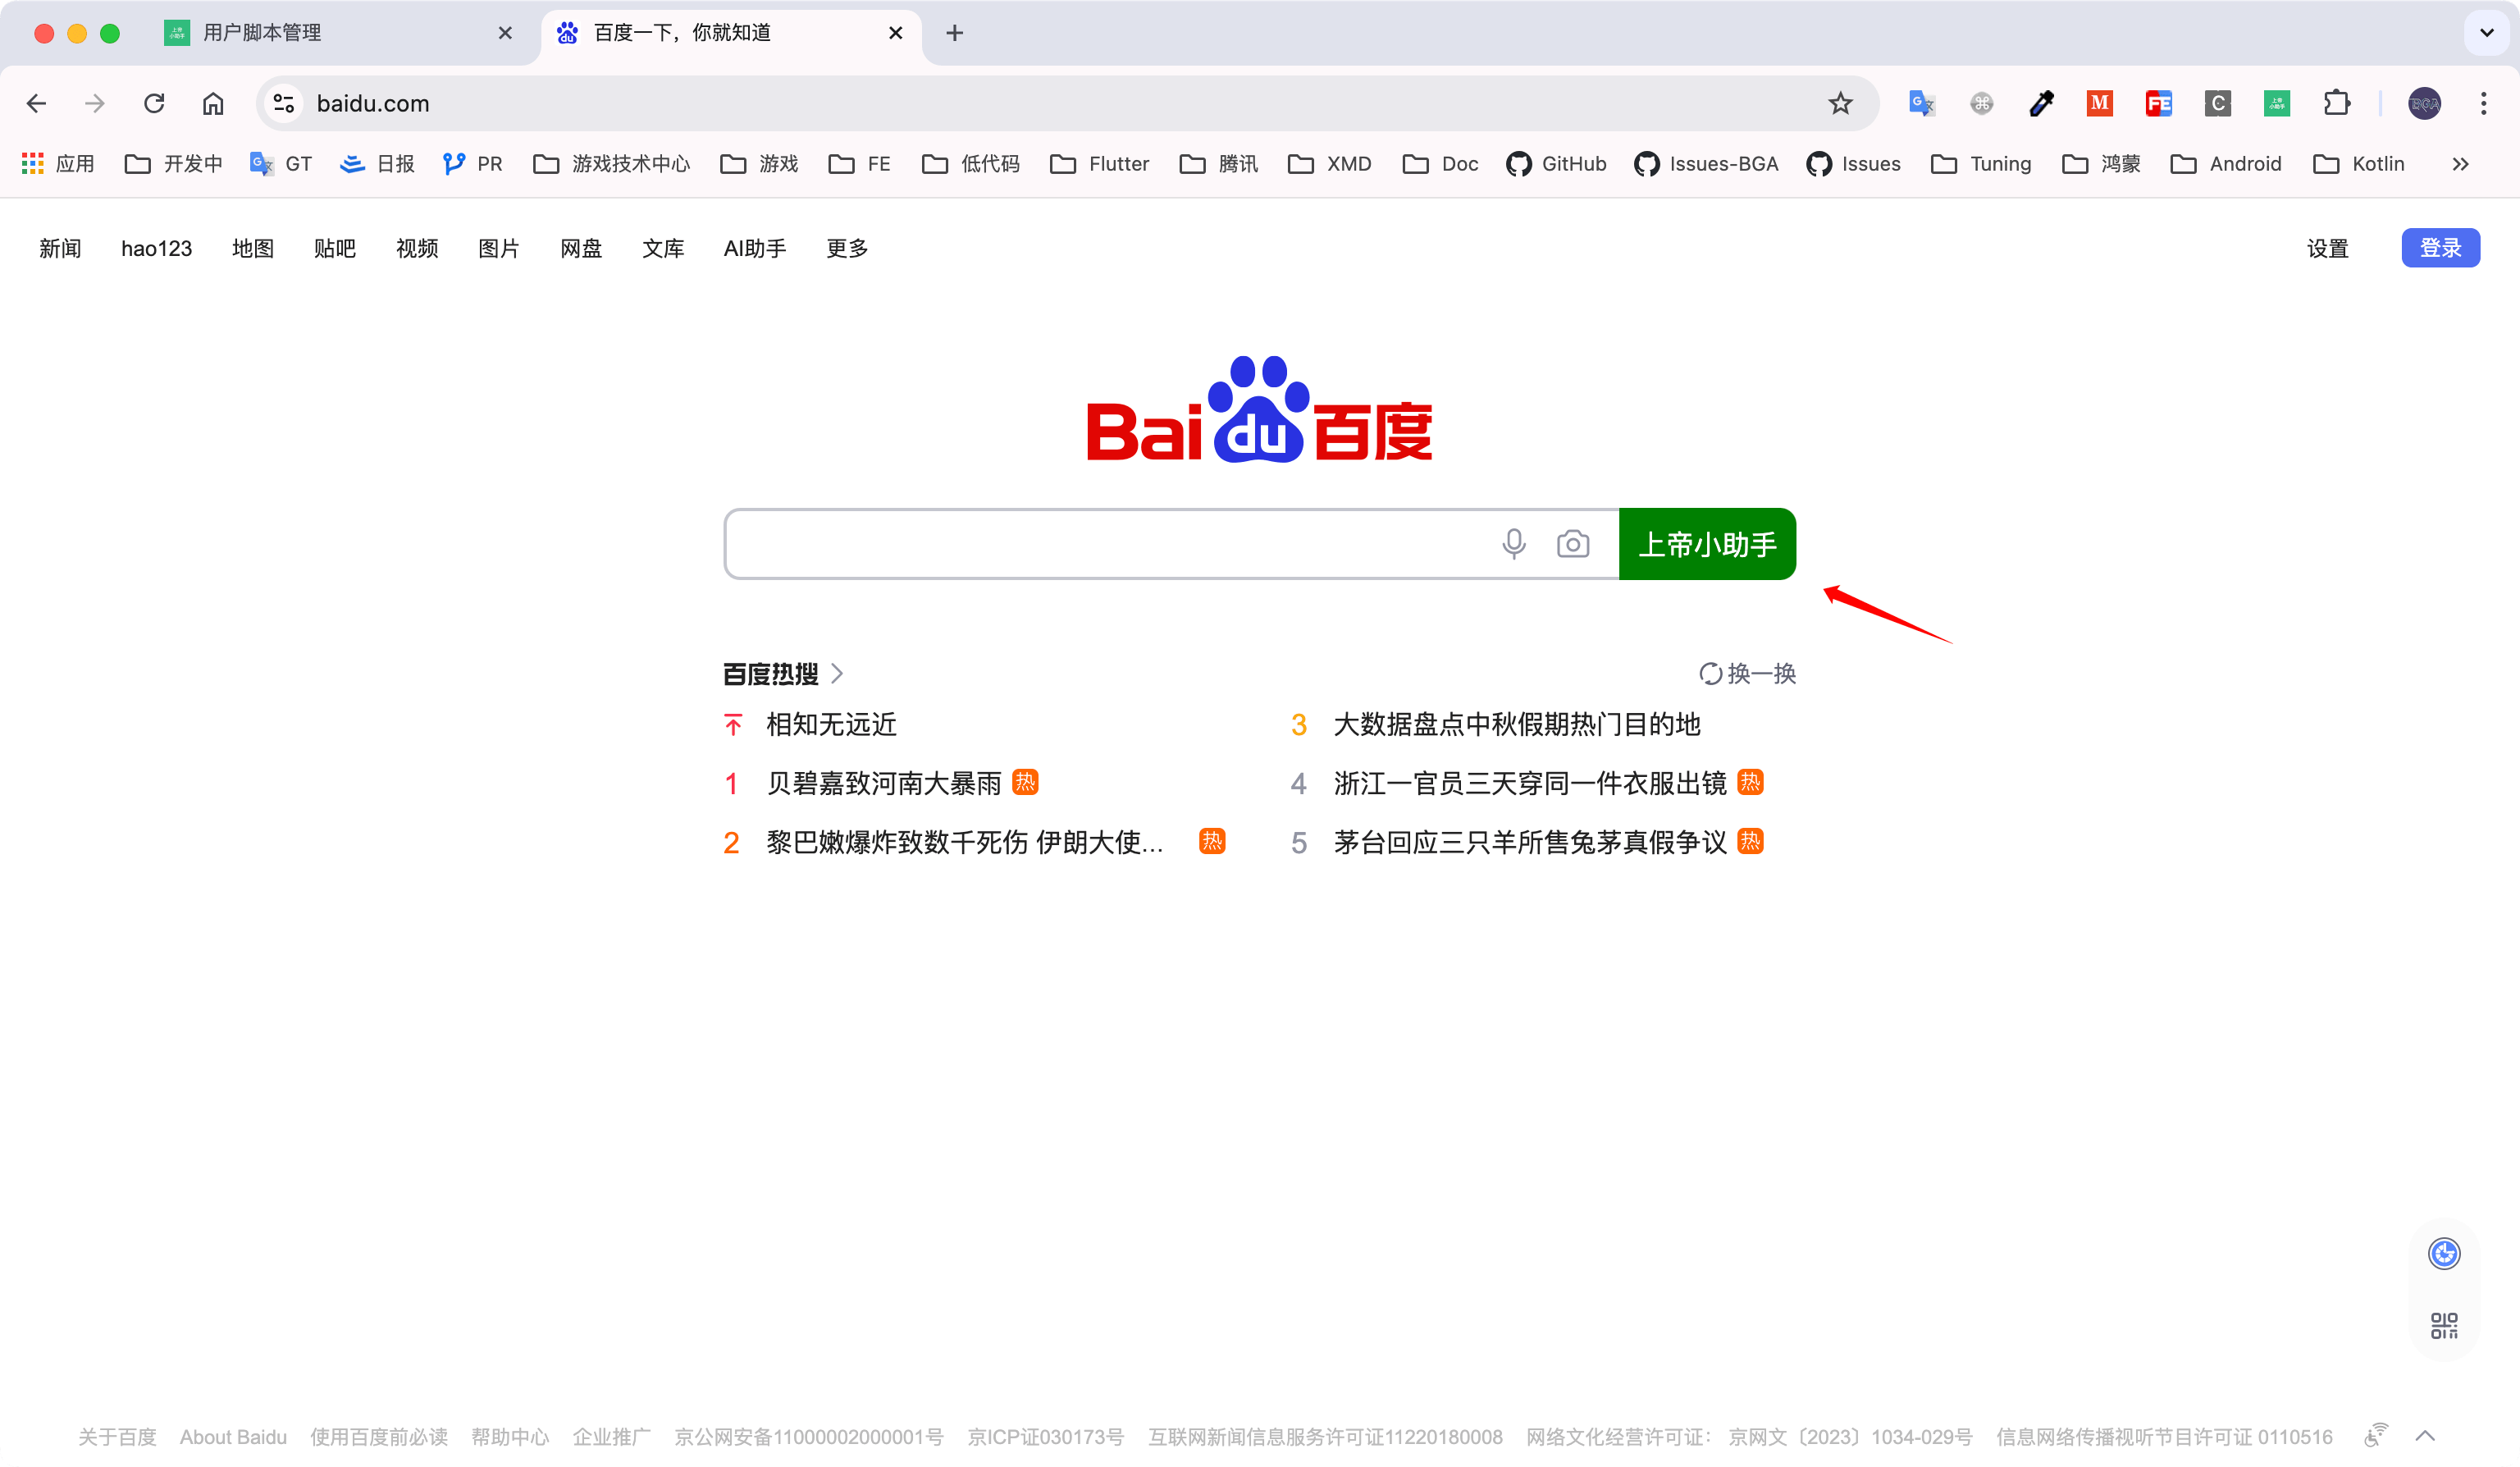 用户脚本管理
百度一下，你就知道
baidu.com
应用 开发中 GT 日报 PR 游戏技术中心 游戏 FE 低代码 Flutter 腾讯 XMD Doc GitHub Issues-BGA Issues Tuning 鸿蒙 Android Kotlin
新闻 hao123 地图 贴吧 视频 图片 网盘 文库 AI助手 更多 设置 登录
Bai du 百度
上帝小助手
百度热搜 换一换
相知无远近
1 贝碧嘉致河南大暴雨 热
2 黎巴嫩爆炸致数千死伤 伊朗大使... 热
3 大数据盘点中秋假期热门目的地
4 浙江一官员三天穿同一件衣服出镜 热
5 茅台回应三只羊所售兔茅真假争议 热
关于百度 About Baidu 使用百度前必读 帮助中心 企业推广 京公网安备11000002000001号 京ICP证030173号 互联网新闻信息服务许可证11220180008 网络文化经营许可证： 京网文〔2023〕1034-029号 信息网络传播视听节目许可证 0110516